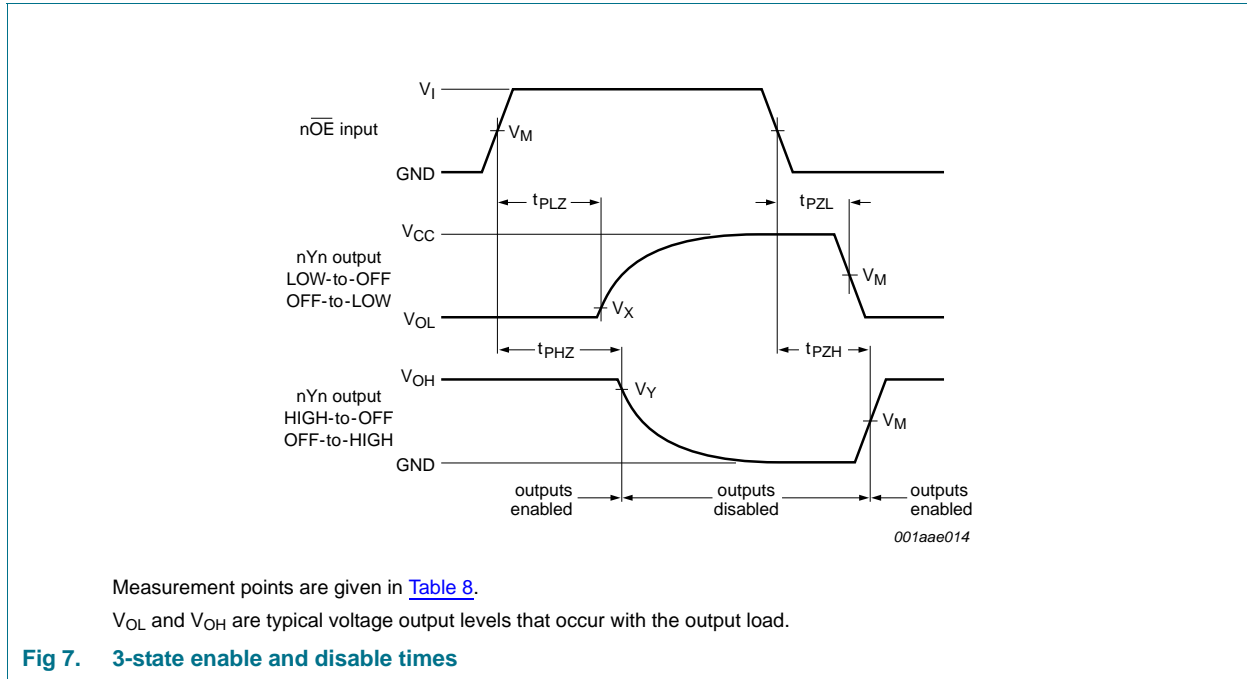 V_I
nOE input
V_M
GND
t_PLZ
t_PZL
V_CC
nYn output
LOW-to-OFF
OFF-to-LOW
V_M
V_X
V_OL
t_PHZ
t_PZH
V_OH
V_Y
nYn output
HIGH-to-OFF
OFF-to-HIGH
V_M
GND
outputs
enabled
outputs
disabled
outputs
enabled
001aae014
Measurement points are given in Table 8.
V_OL and V_OH are typical voltage output levels that occur with the output load.
Fig 7. 3-state enable and disable times